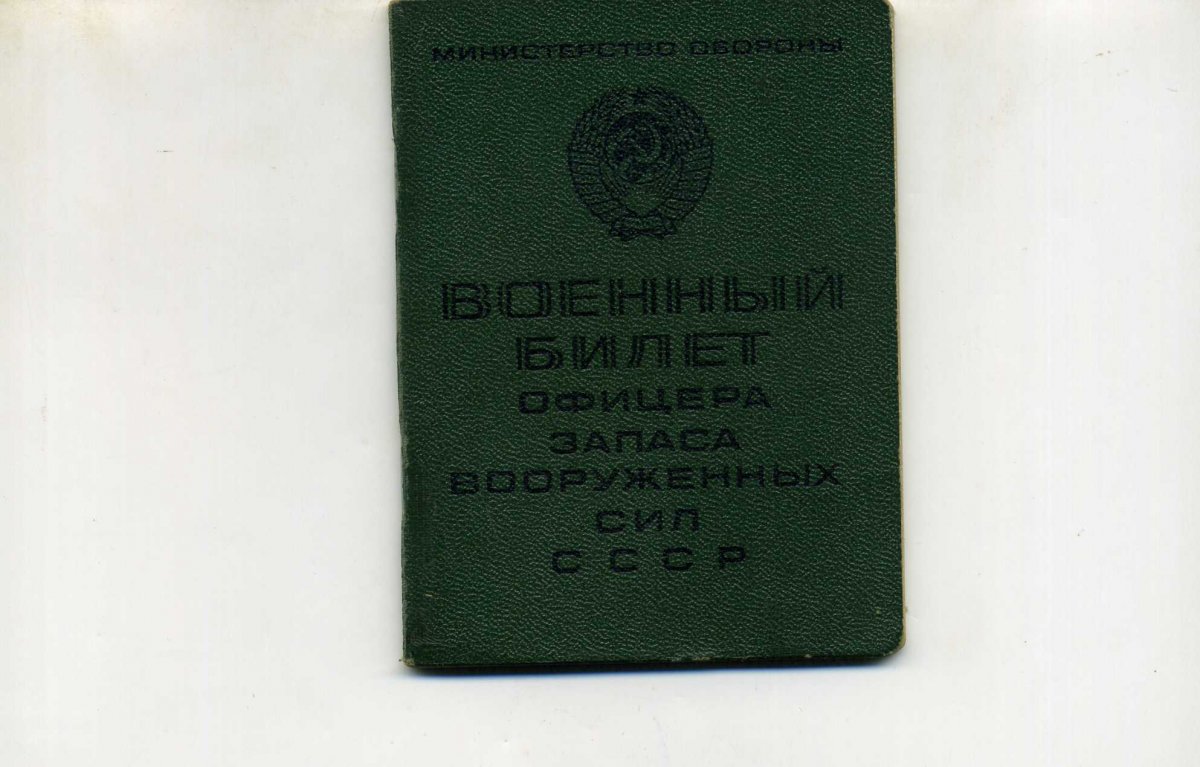 МИНИСТЕРСТВО ОБОРОНЫ
ВОЕННЫЙ
БИЛЕТ
ОФИЦЕРА
ЗАПАСА
ВООРУЖЕННЫХ
СИЛ
СССР